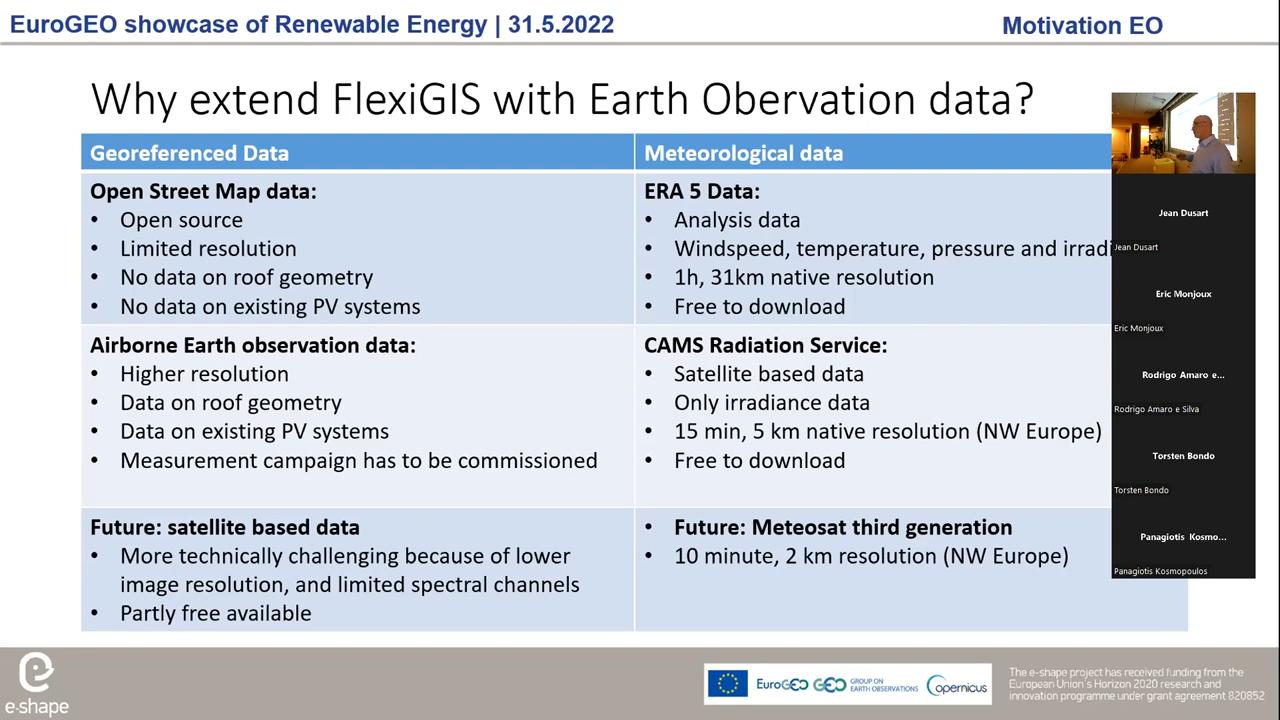 EuroGEO showcase of Renewable Energy | 31.5.2022
Motivation EO
Why extend FlexiGIS with Earth Obervation data?
Georeferenced Data
Open Street Map data:
• Open source
• Limited resolution
• No data on roof geometry
• No data on existing PV systems
Meteorological data
ERA 5 Data:
• Analysis data
• Windspeed, temperature, pressure and irradi
• 1h, 31km native resolution
• Free to download
Airborne Earth observation data:
• Higher resolution
• Data on roof geometry
• Data on existing PV systems
• Measurement campaign has to be commissioned
CAMS Radiation Service:
• Satellite based data
• Only irradiance data
• 15 min, 5 km native resolution (NW Europe)
• Free to download
Future: satellite based data
• More technically challenging because of lower
image resolution, and limited spectral channels
• Partly free available
• Future: Meteosat third generation
• 10 minute, 2 km resolution (NW Europe)
Jean Dusart
Jean Dusart
Eric Monjoux
Eric Monjoux
Rodrigo Amaro e...
Rodrigo Amaro e Silva
Torsten Bondo
Torsten Bondo
Panagiotis Kosmo...
Panagiotis Kosmopoulos
e-shape
EuroGEO
GEO GROUP ON
EARTH OBSERVATIONS
Copernicus
The e-shape project has received funding from the
European Union's Horizon 2020 research and
innovation programme under grant agreement 820852